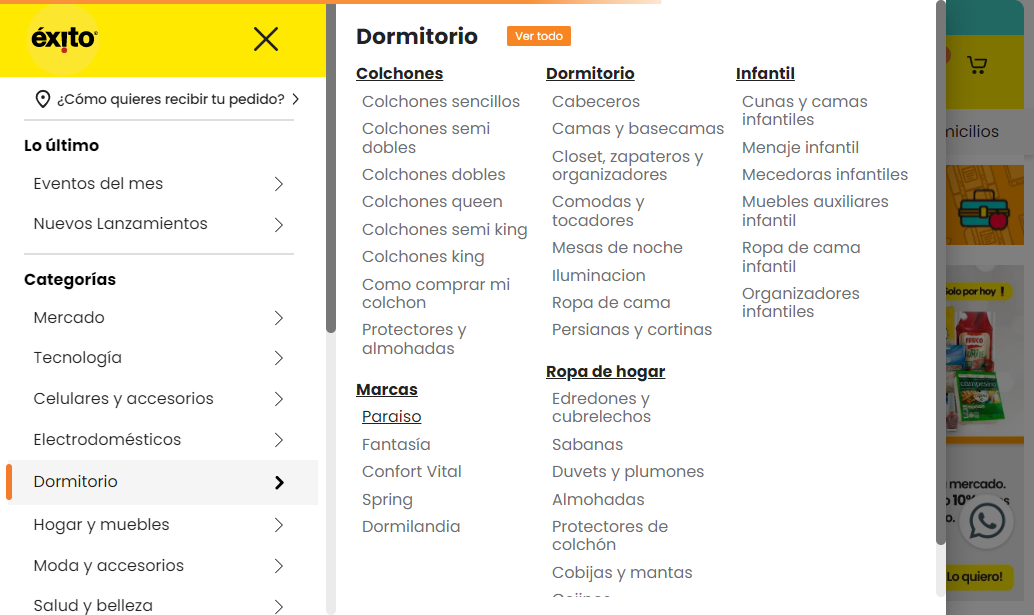 éxito
¿Cómo quieres recibir tu pedido?
Lo último
Eventos del mes
Nuevos Lanzamientos
Categorías
Mercado
Tecnología
Celulares y accesorios
Electrodomésticos
Dormitorio
Hogar y muebles
Moda y accesorios
Salud y belleza
Dormitorio
Ver todo
Colchones
Colchones sencillos
Colchones semi
dobles
Colchones dobles
Colchones queen
Colchones semi king
Colchones king
Como comprar mi
colchon
Protectores y
almohadas
Marcas
Paraiso
Fantasía
Confort Vital
Spring
Dormilandia
Dormitorio
Cabeceros
Camas y basecamas
Closet, zapateros y
organizadores
Comodas y
tocadores
Mesas de noche
Iluminacion
Ropa de cama
Persianas y cortinas
Ropa de hogar
Edredones y
cubrelechos
Sabanas
Duvets y plumones
Almohadas
Protectores de
colchón
Cobijas y mantas
Infantil
Cunas y camas
infantiles
Menaje infantil
Mecedoras infantiles
Muebles auxiliares
infantil
Ropa de cama
infantil
Organizadores
infantiles
micilios
olo por hoy !
mercado.
o 10%
Lo quiero!